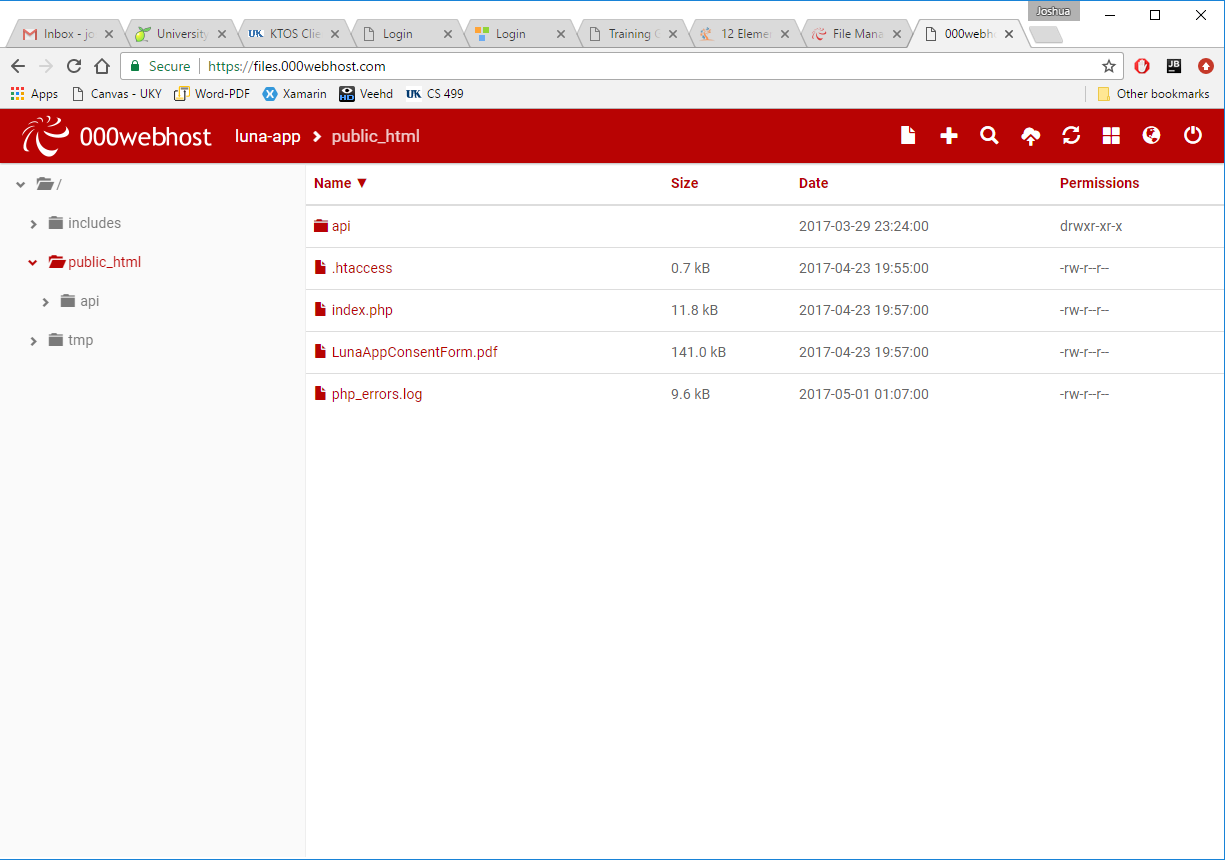 Joshua
Inbox - jo University KTOS Clie Login Login Training C 12 Elemen File Mana 000webho
Secure https://files.000webhost.com
Apps Canvas - UKY Word-PDF Xamarin Veehd UK CS 499 Other bookmarks
000webhost luna-app public_html
Name ▼ Size Date Permissions
/
includes
public_html
api
tmp
api 2017-03-29 23:24:00 drwxr-xr-x
.htaccess 0.7 kB 2017-04-23 19:55:00 -rw-r--r--
index.php 11.8 kB 2017-04-23 19:57:00 -rw-r--r--
LunaAppConsentForm.pdf 141.0 kB 2017-04-23 19:57:00 -rw-r--r--
php_errors.log 9.6 kB 2017-05-01 01:07:00 -rw-r--r--